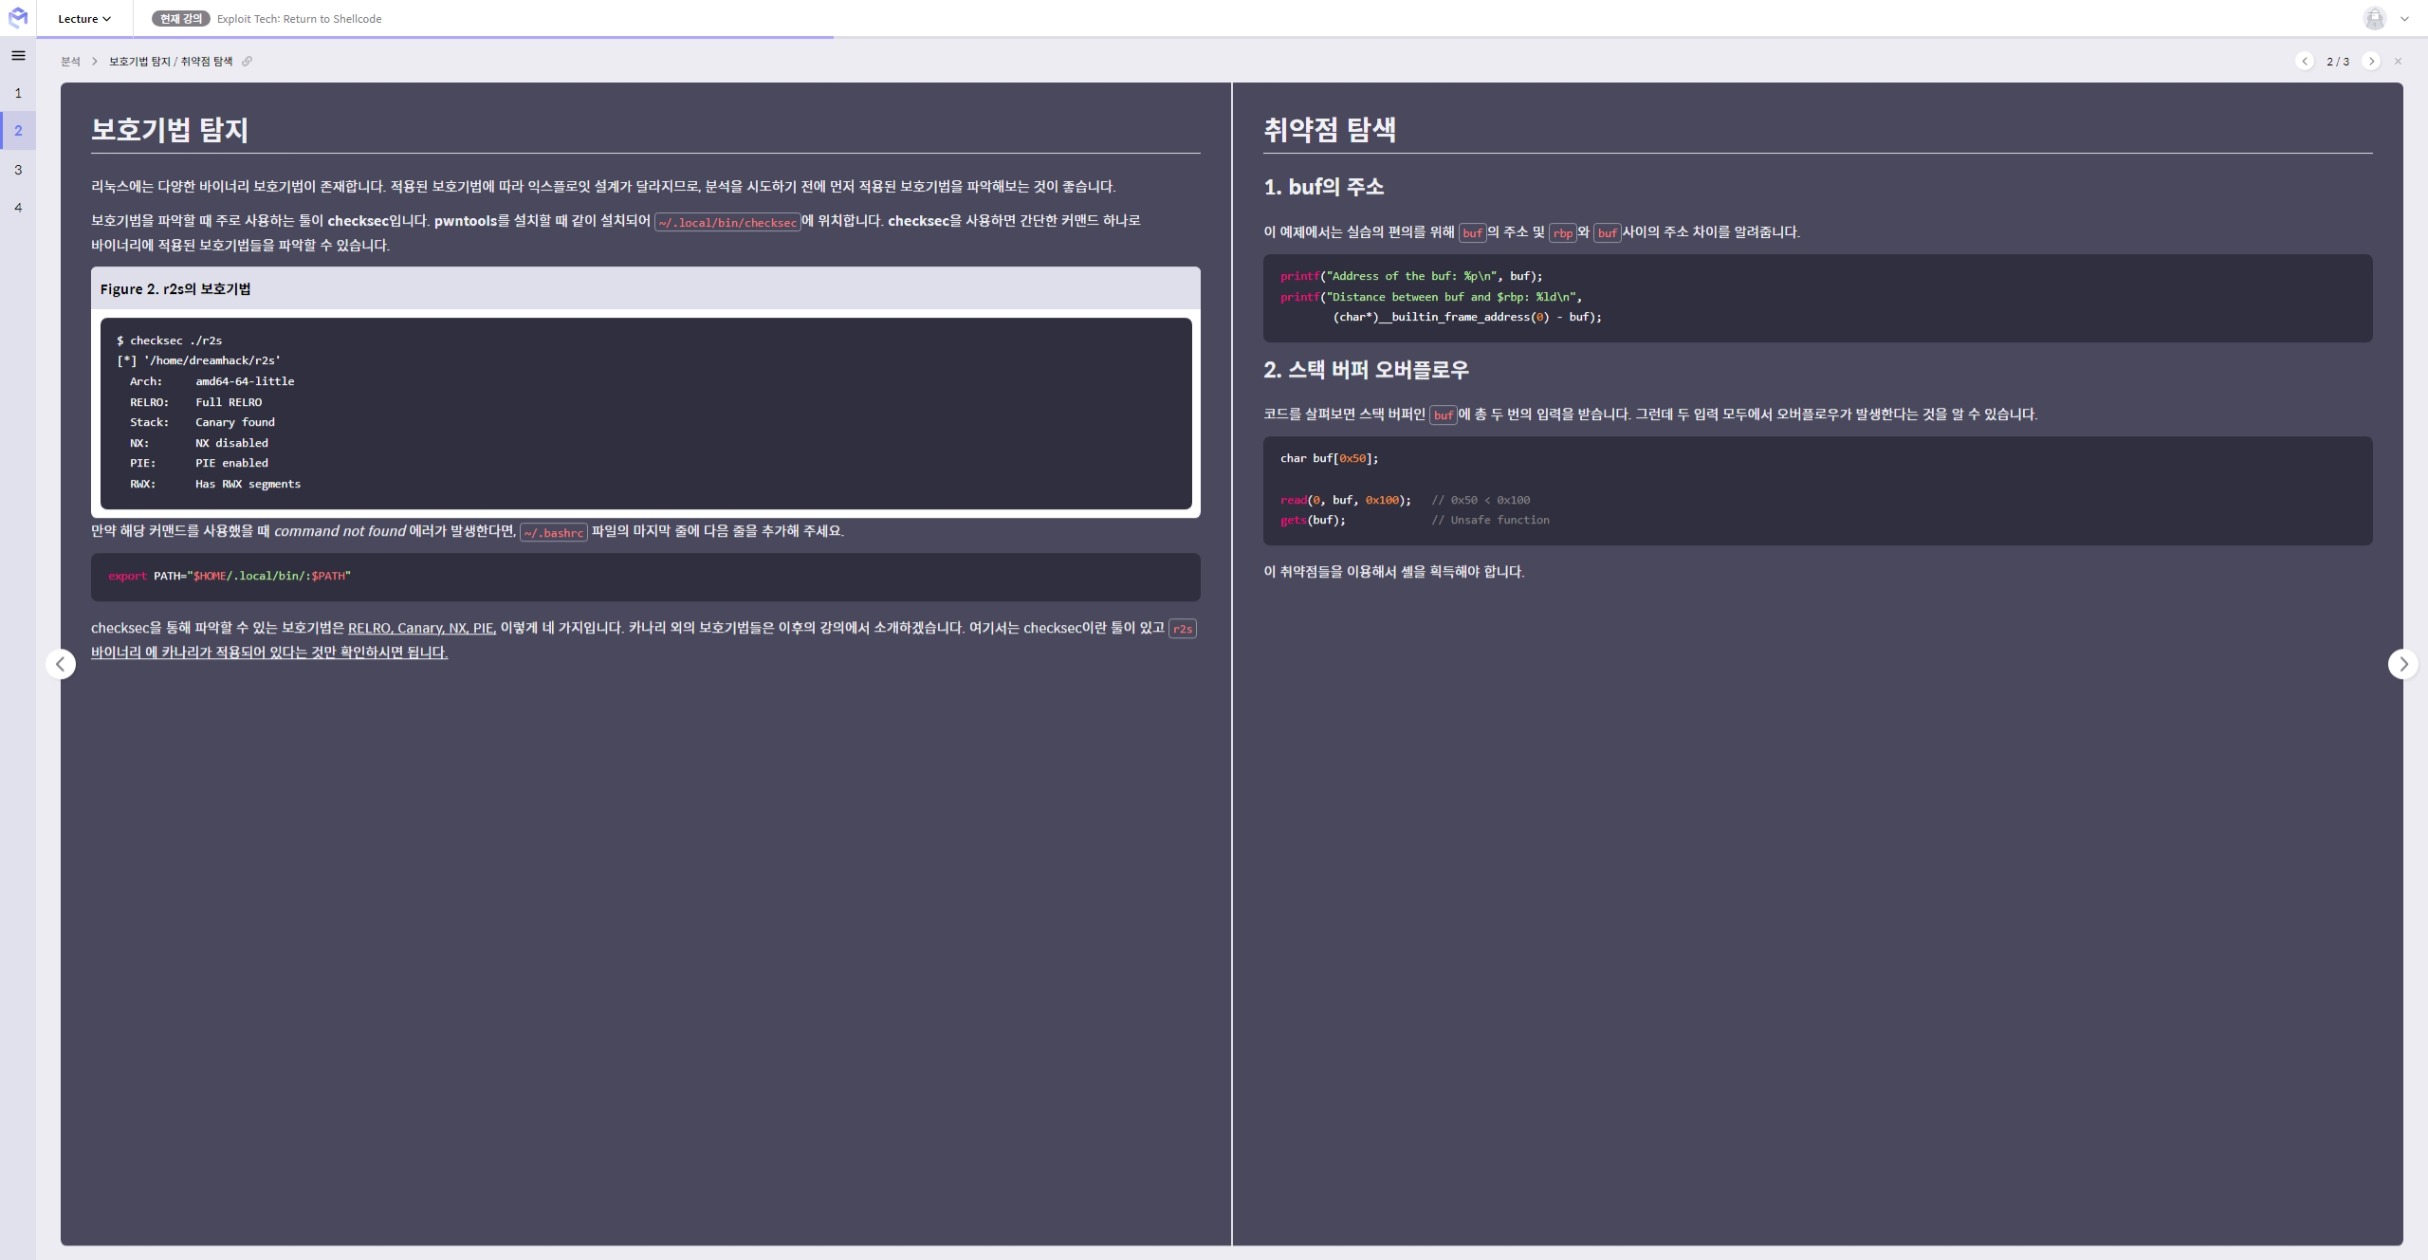 Lecture
현재 강의 Exploit Tech: Return to Shellcode
분석 > 보호기법 탐지 / 취약점 탐색
2 / 3
1
2
3
4
보호기법 탐지
리눅스에는 다양한 바이너리 보호기법이 존재합니다. 적용된 보호기법에 따라 익스플로잇 설계가 달라지므로, 분석을 시도하기 전에 먼저 적용된 보호기법을 파악해보는 것이 좋습니다.
보호기법을 파악할 때 주로 사용하는 툴이 checksec입니다. pwntools를 설치할 때 같이 설치되어 ~/.local/bin/checksec에 위치합니다. checksec을 사용하면 간단한 커맨드 하나로
바이너리에 적용된 보호기법들을 파악할 수 있습니다.
Figure 2. r2s의 보호기법
$ checksec ./r2s
[*] '/home/dreamhack/r2s'
Arch: amd64-64-little
RELRO: Full RELRO
Stack: Canary found
NX: NX disabled
PIE: PIE enabled
RWX: Has RWX segments
만약 해당 커맨드를 사용했을 때 command not found 에러가 발생한다면, ~/.bashrc 파일의 마지막 줄에 다음 줄을 추가해 주세요.
export PATH="$HOME/.local/bin/:$PATH"
checksec을 통해 파악할 수 있는 보호기법은 RELRO, Canary, NX, PIE, 이렇게 네 가지입니다. 카나리 외의 보호기법들은 이후의 강의에서 소개하겠습니다. 여기서는 checksec이란 툴이 있고 r2s
바이너리 에 카나리가 적용되어 있다는 것만 확인하시면 됩니다.
취약점 탐색
1. buf의 주소
이 예제에서는 실습의 편의를 위해 buf의 주소 및 rbp와 buf사이의 주소 차이를 알려줍니다.
printf("Address of the buf: %p\n", buf);
printf("Distance between buf and $rbp: %ld\n",
(char*)__builtin_frame_address(0) - buf);
2. 스택 버퍼 오버플로우
코드를 살펴보면 스택 버퍼인 buf에 총 두 번의 입력을 받습니다. 그런데 두 입력 모두에서 오버플로우가 발생한다는 것을 알 수 있습니다.
char buf[0x50];
read(0, buf, 0x100); // 0x50 < 0x100
gets(buf); // Unsafe function
이 취약점들을 이용해서 셸을 획득해야 합니다.